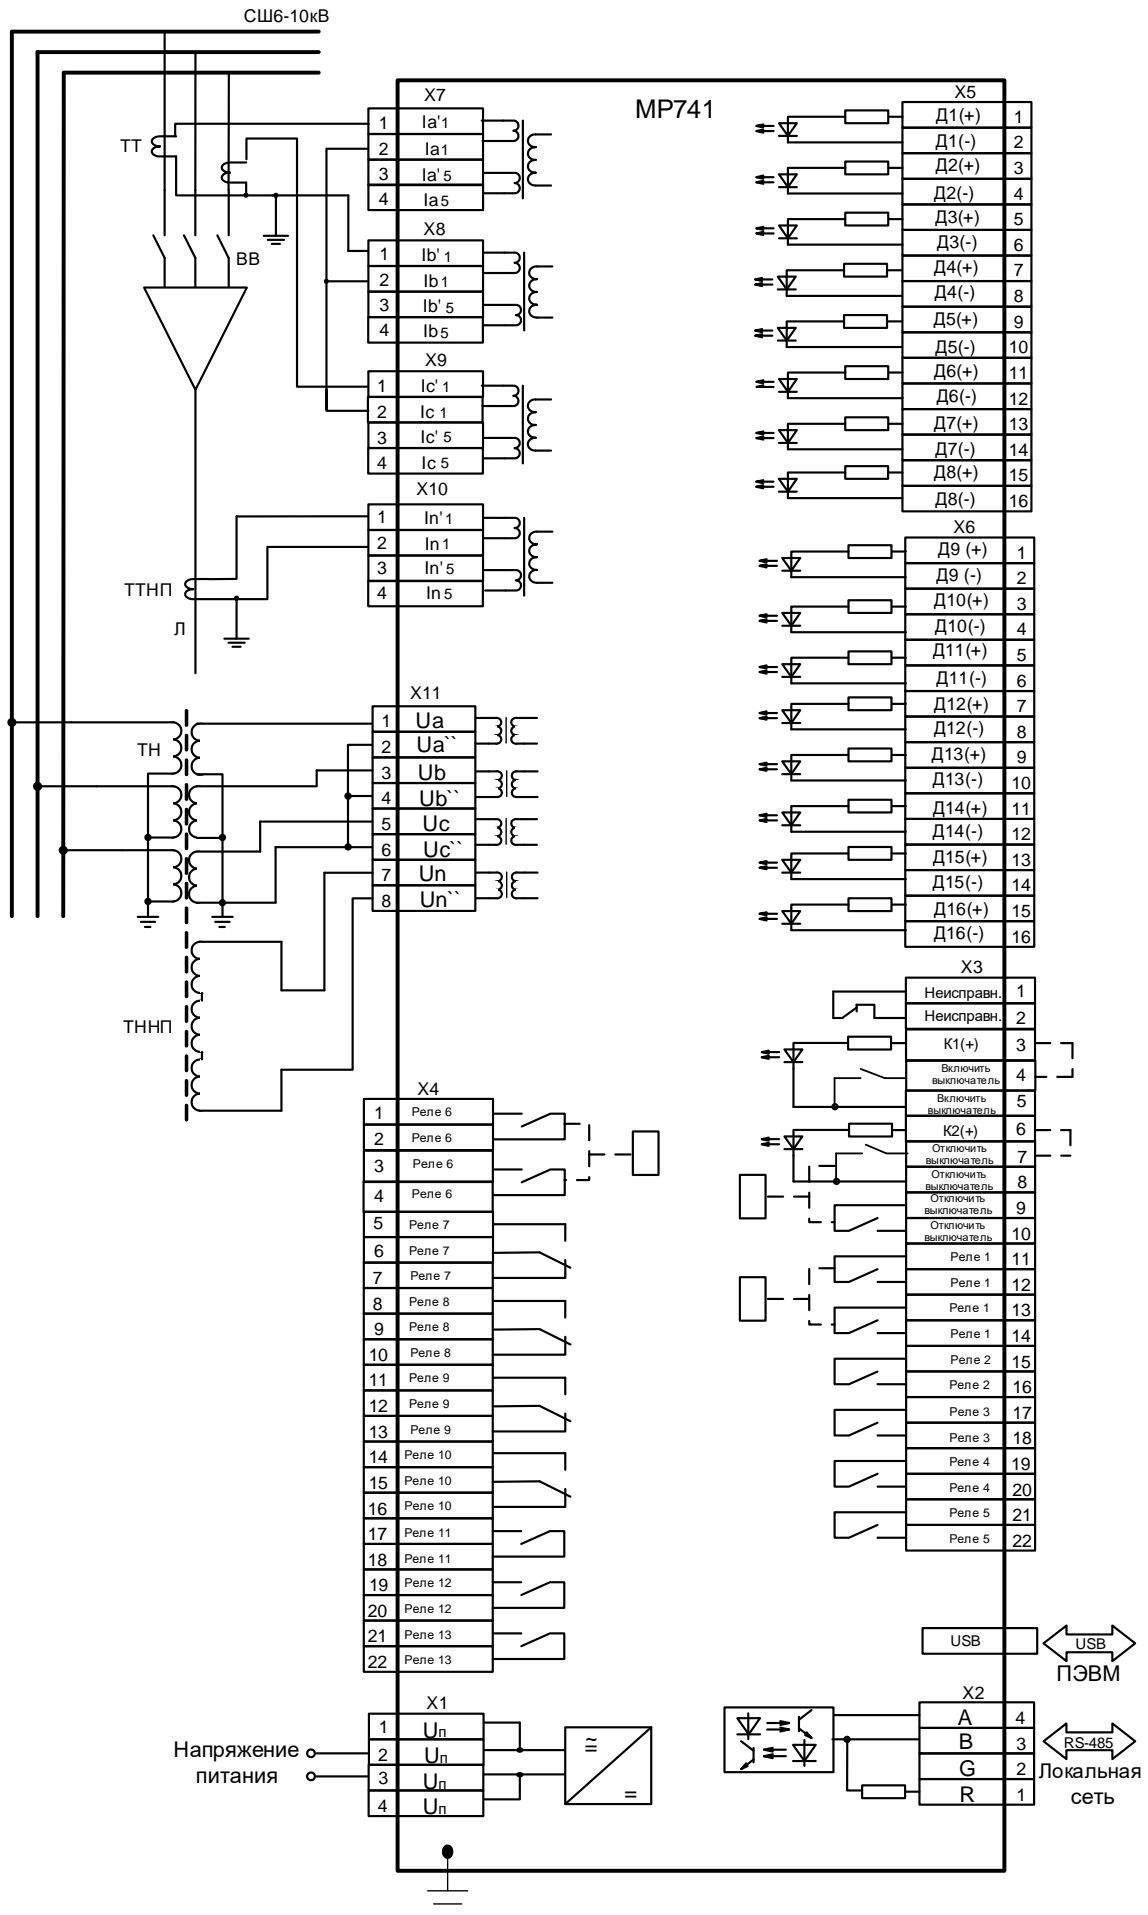 СШ6-10кВ
МР741
ТТ
ВВ
ТТНП
Л
ТН
ТННП
X7
1 Ia'1
2 Ia1
3 Ia'5
4 Ia5
X8
1 Ib'1
2 Ib1
3 Ib'5
4 Ib5
X9
1 Ic'1
2 Ic1
3 Ic'5
4 Ic5
X10
1 In'1
2 In1
3 In'5
4 In5
X11
1 Ua
2 Ua``
3 Ub
4 Ub``
5 Uc
6 Uc``
7 Un
8 Un``
X4
1 Реле 6
2 Реле 6
3 Реле 6
4 Реле 6
5 Реле 7
6 Реле 7
7 Реле 7
8 Реле 8
9 Реле 8
10 Реле 8
11 Реле 9
12 Реле 9
13 Реле 9
14 Реле 10
15 Реле 10
16 Реле 10
17 Реле 11
18 Реле 11
19 Реле 12
20 Реле 12
21 Реле 13
22 Реле 13
X1
1 Uп
2 Uп
3 Uп
4 Uп
Напряжение
питания
≅
=
X5
Д1(+) 1
Д1(-) 2
Д2(+) 3
Д2(-) 4
Д3(+) 5
Д3(-) 6
Д4(+) 7
Д4(-) 8
Д5(+) 9
Д5(-) 10
Д6(+) 11
Д6(-) 12
Д7(+) 13
Д7(-) 14
Д8(+) 15
Д8(-) 16
X6
Д9 (+) 1
Д9 (-) 2
Д10(+) 3
Д10(-) 4
Д11(+) 5
Д11(-) 6
Д12(+) 7
Д12(-) 8
Д13(+) 9
Д13(-) 10
Д14(+) 11
Д14(-) 12
Д15(+) 13
Д15(-) 14
Д16(+) 15
Д16(-) 16
X3
Неисправн. 1
Неисправн. 2
К1(+) 3
Включить
выключатель 4
Включить
выключатель 5
К2(+) 6
Отключить
выключатель 7
Отключить
выключатель 8
Отключить
выключатель 9
Отключить
выключатель 10
Реле 1 11
Реле 1 12
Реле 1 13
Реле 1 14
Реле 2 15
Реле 2 16
Реле 3 17
Реле 3 18
Реле 4 19
Реле 4 20
Реле 5 21
Реле 5 22
USB
USB
ПЭВМ
X2
A 4
B 3
G 2
R 1
RS-485
Локальная
сеть